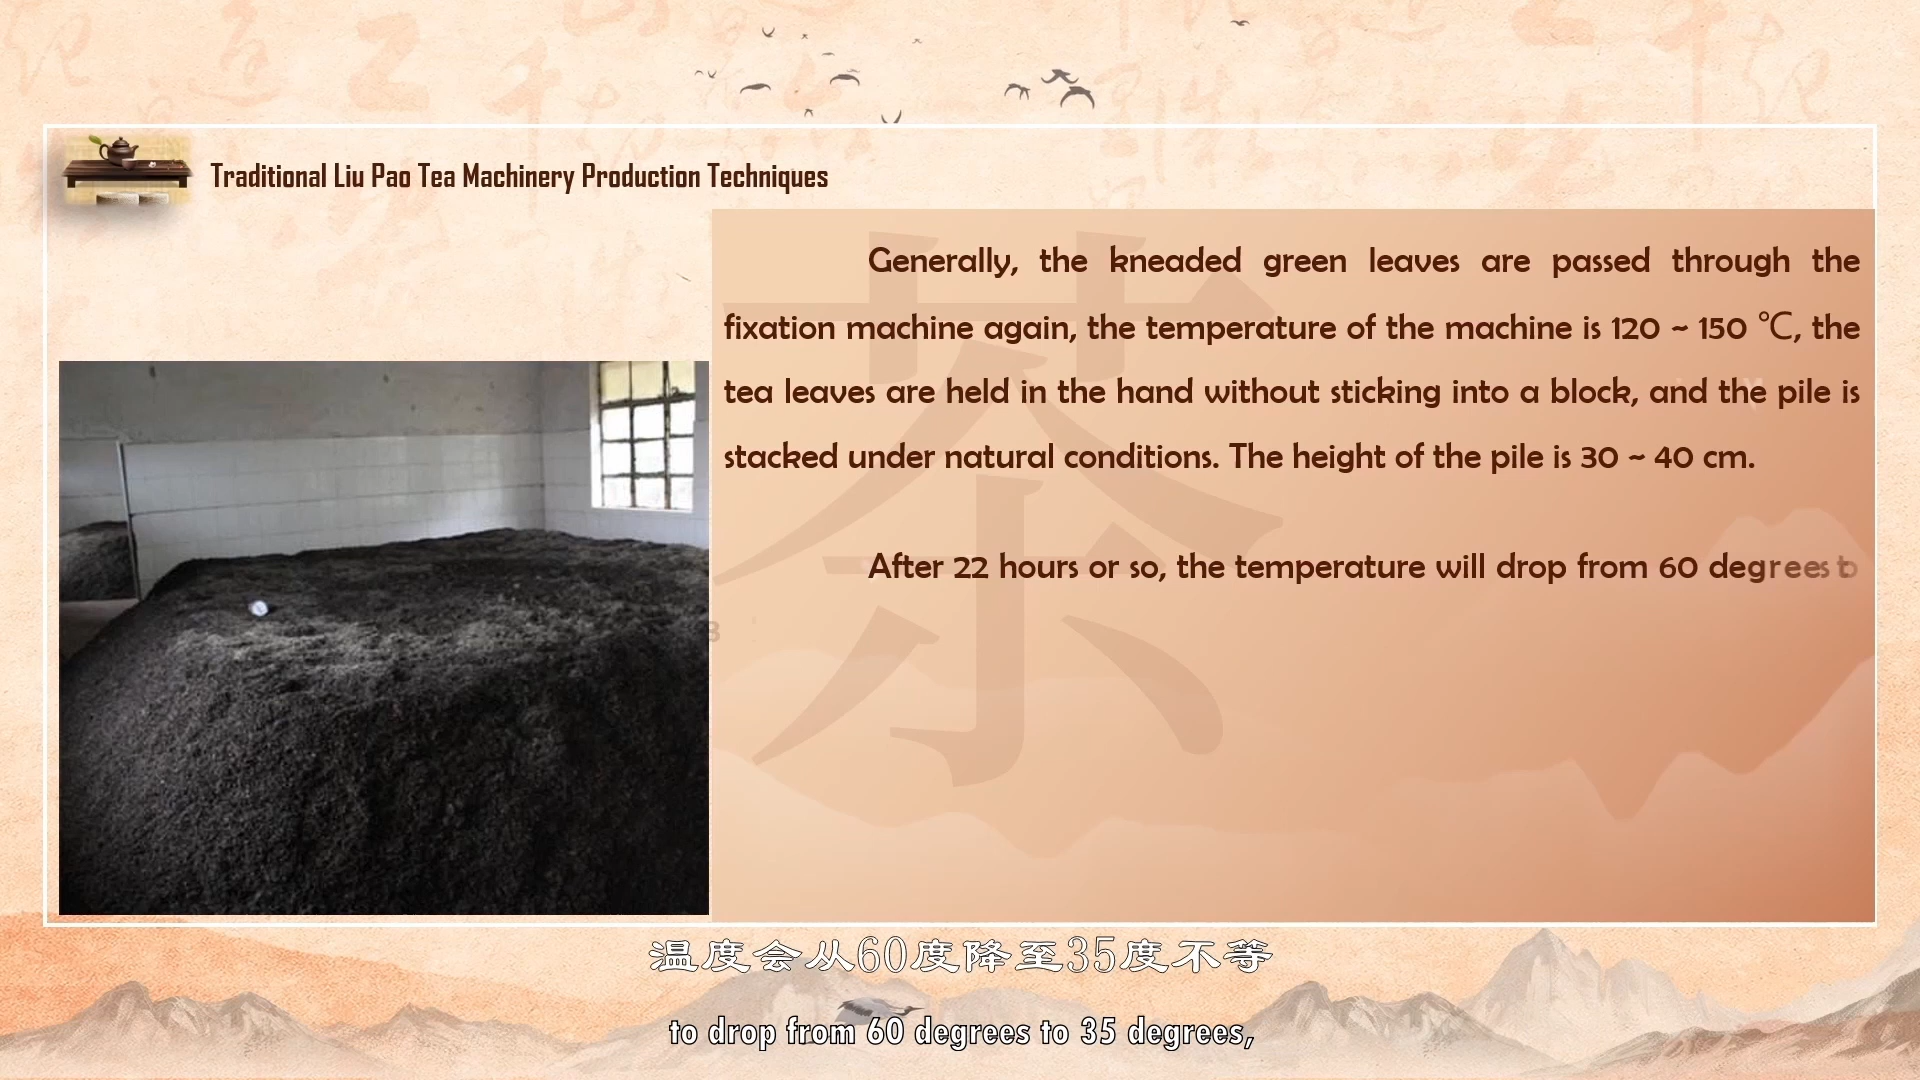 Traditional Liu Pao Tea Machinery Production Techniques
Generally, the kneaded green leaves are passed through the
fixation machine again, the temperature of the machine is 120 ~ 150 ℃, the
tea leaves are held in the hand without sticking into a block, and the pile is
stacked under natural conditions. The height of the pile is 30 ~ 40 cm.
After 22 hours or so, the temperature will drop from 60 degrees to
茶
温度会从60度降至35度不等
to drop from 60 degrees to 35 degrees,